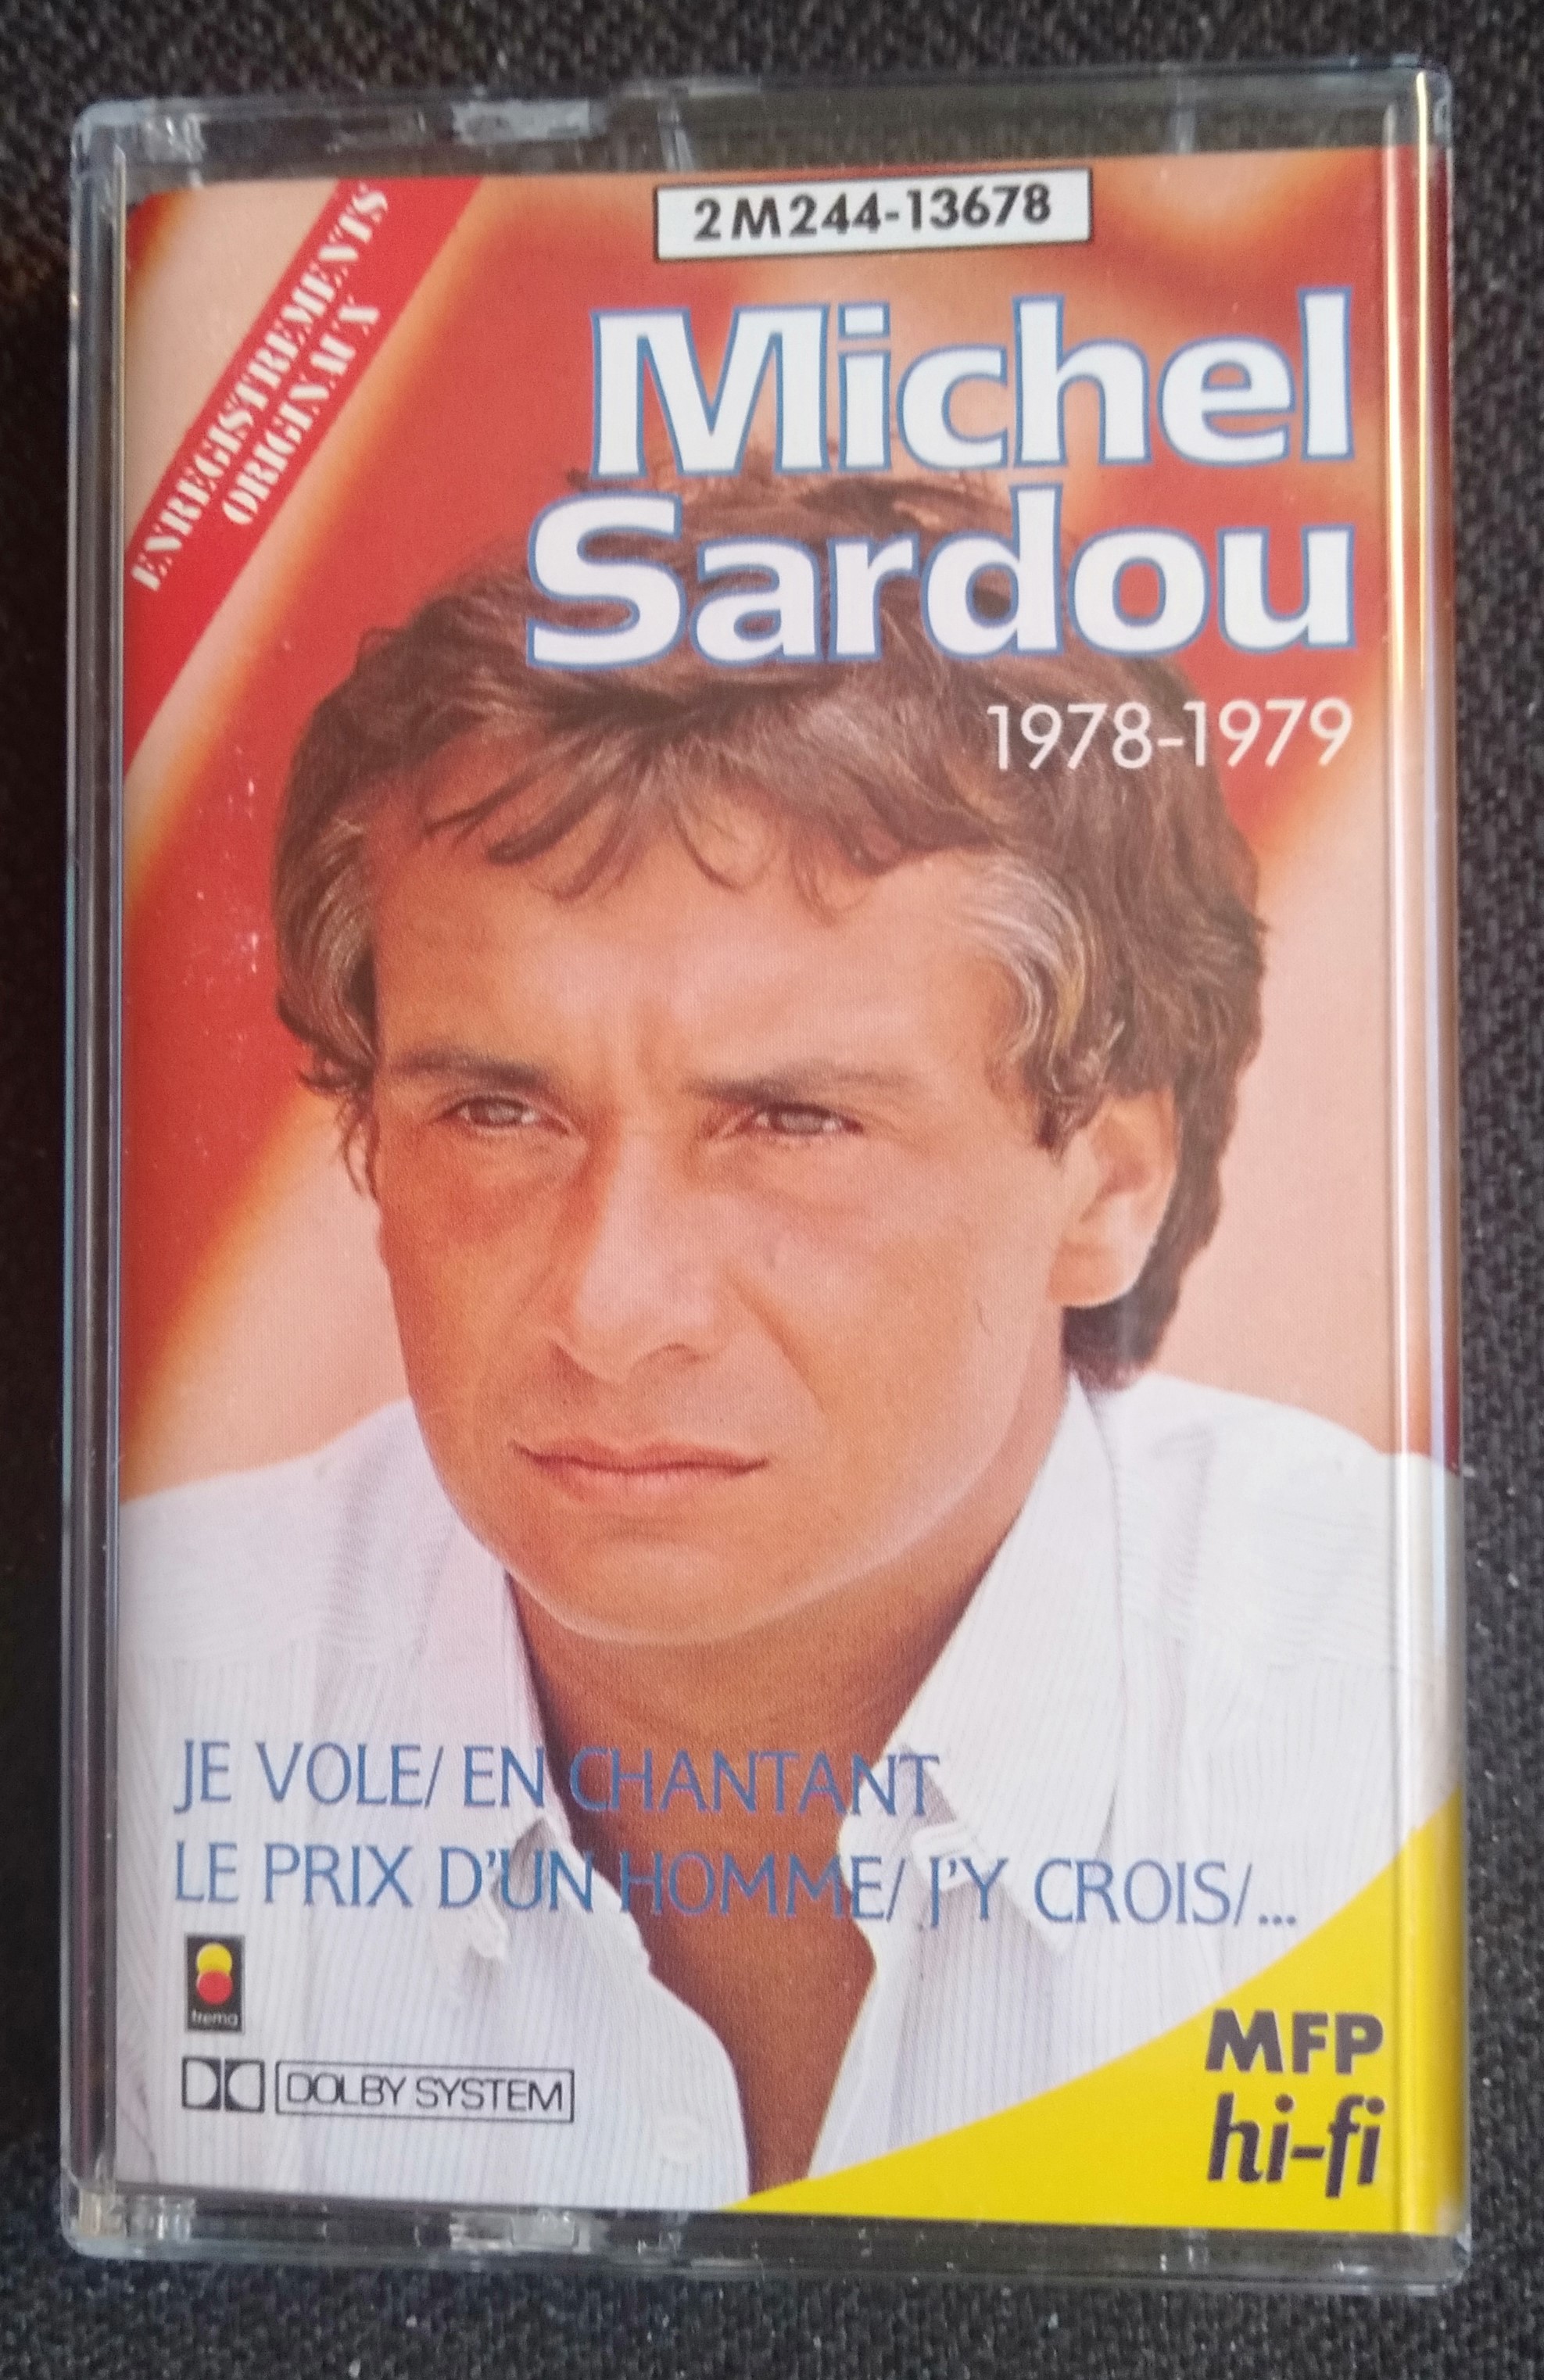 ENREGISTREMENTS
ORIGINAUX
2M244-13678
Michel
Sardou
1978-1979
JE VOLE/ EN CHANTANT
LE PRIX D'UN HOMME/ J'Y CROIS/...
trema
DOLBY SYSTEM
MFP
hi-fi